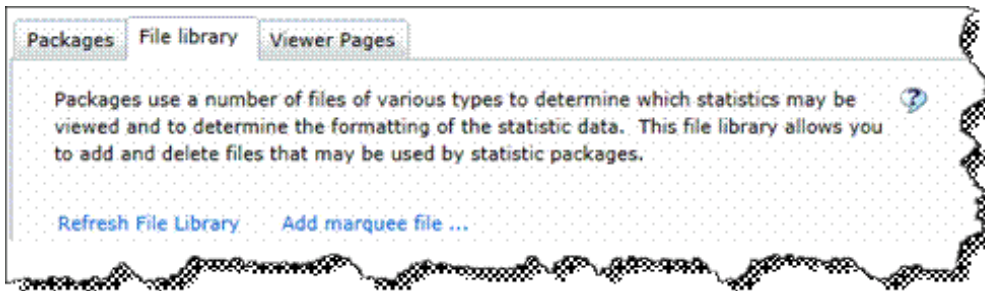 Packages File library Viewer Pages
Packages use a number of files of various types to determine which statistics may be
viewed and to determine the formatting of the statistic data. This file library allows you
to add and delete files that may be used by statistic packages.
Refresh File Library Add marquee file ...